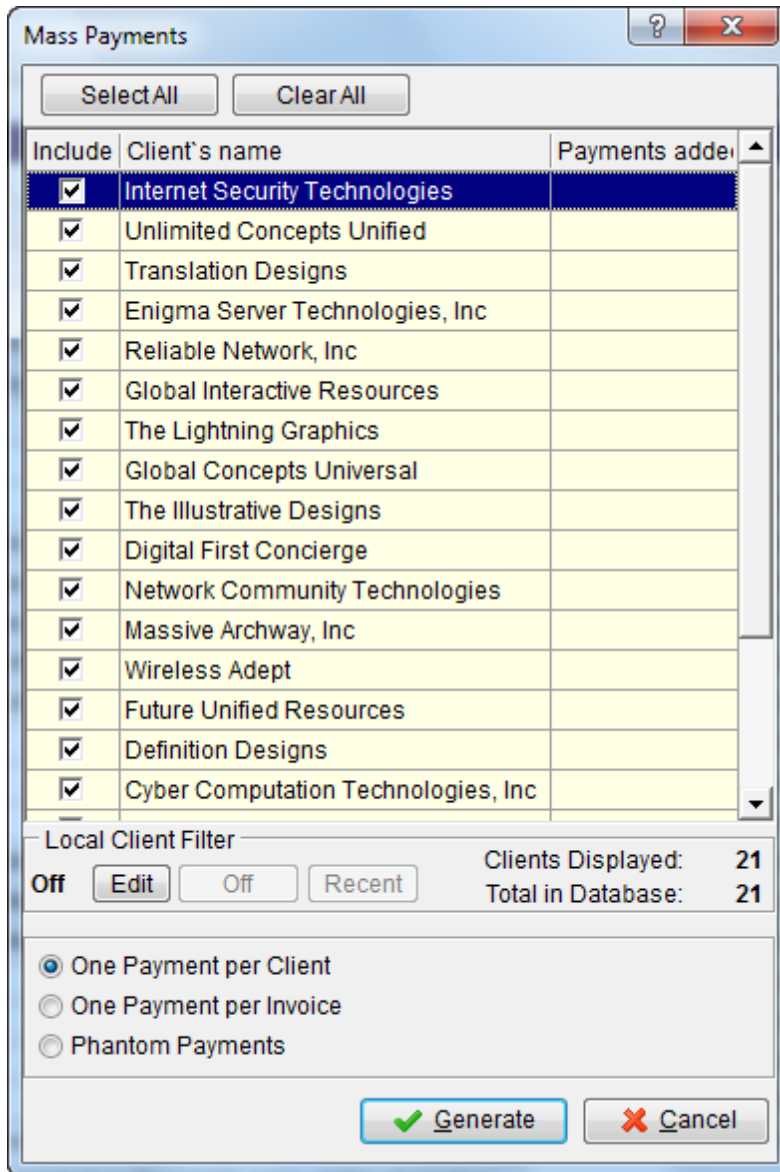 Mass Payments
?
Select All Clear All
Include Client`s name Payments added
Internet Security Technologies
Unlimited Concepts Unified
Translation Designs
Enigma Server Technologies, Inc
Reliable Network, Inc
Global Interactive Resources
The Lightning Graphics
Global Concepts Universal
The Illustrative Designs
Digital First Concierge
Network Community Technologies
Massive Archway, Inc
Wireless Adept
Future Unified Resources
Definition Designs
Cyber Computation Technologies, Inc
Local Client Filter
Off Edit Off Recent Clients Displayed: 21
Total in Database: 21
One Payment per Client
One Payment per Invoice
Phantom Payments
Generate Cancel